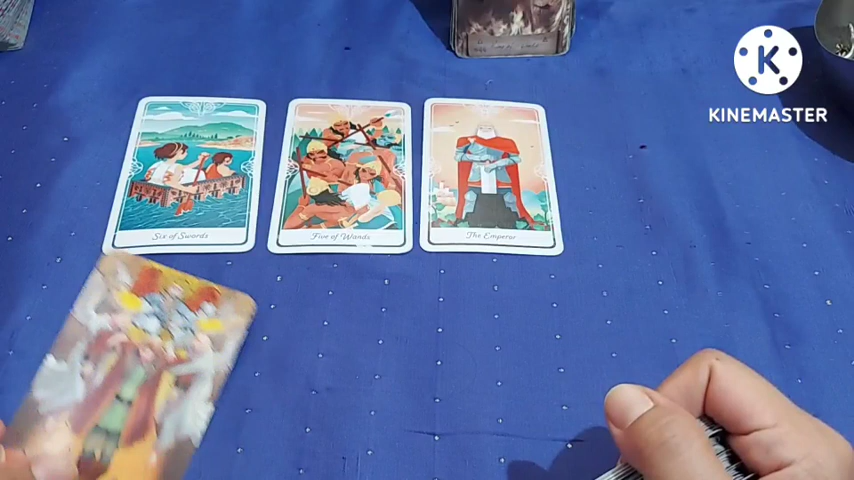 K
KINEMASTER
Six of Swords
Five of Wands
The Emperor